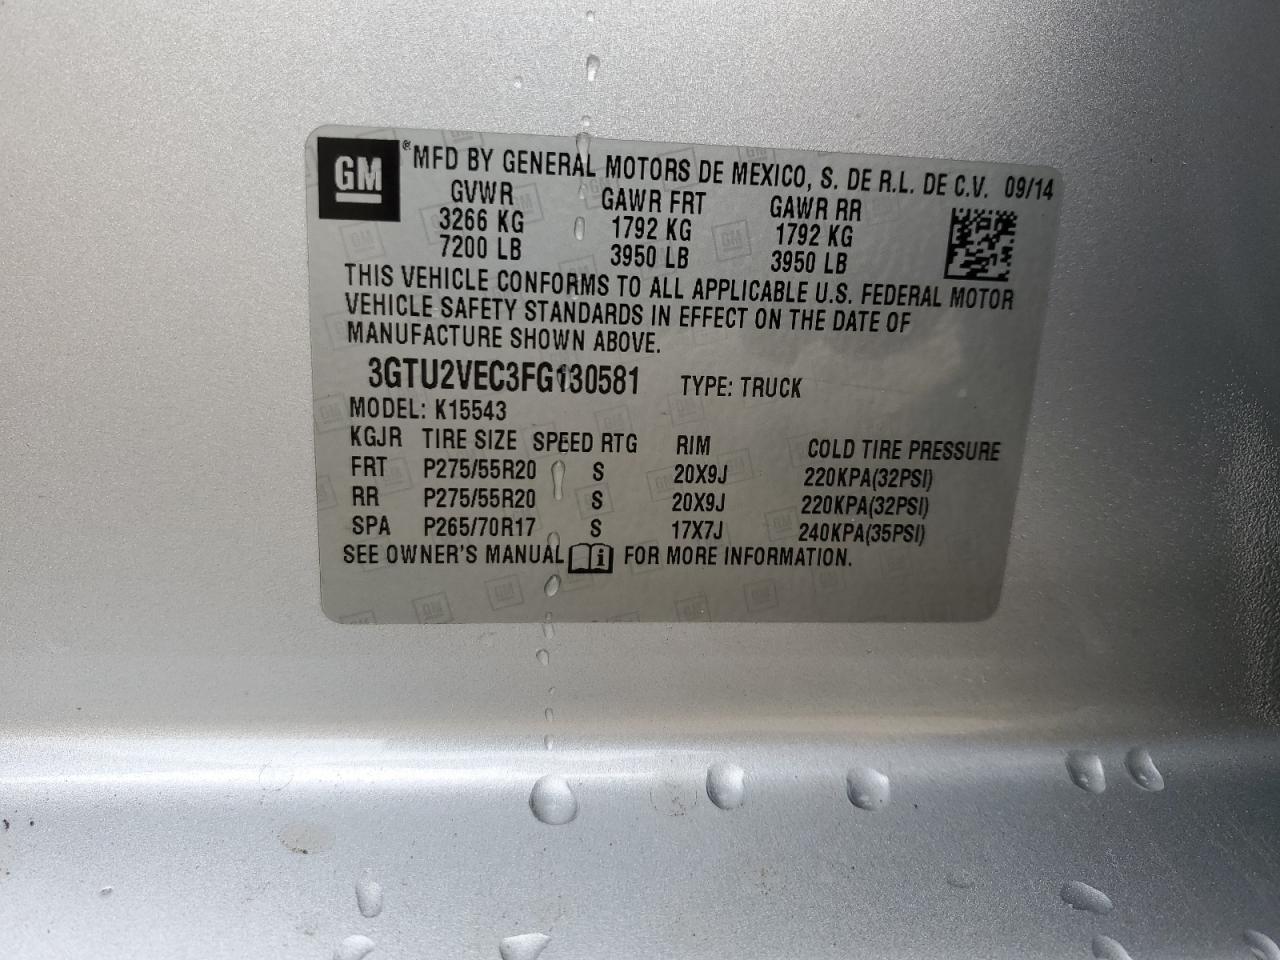 GM ® MFD BY GENERAL MOTORS DE MEXICO, S. DE R.L. DE C.V. 09/14
GVWR GAWR FRT GAWR RR
3266 KG 1792 KG 1792 KG
7200 LB 3950 LB 3950 LB
THIS VEHICLE CONFORMS TO ALL APPLICABLE U.S. FEDERAL MOTOR
VEHICLE SAFETY STANDARDS IN EFFECT ON THE DATE OF
MANUFACTURE SHOWN ABOVE.
3GTU2VEC3FG130581 TYPE: TRUCK
MODEL: K15543
KGJR TIRE SIZE SPEED RTG RIM COLD TIRE PRESSURE
FRT P275/55R20 S 20X9J 220KPA(32PSI)
RR P275/55R20 S 20X9J 220KPA(32PSI)
SPA P265/70R17 S 17X7J 240KPA(35PSI)
SEE OWNER'S MANUAL i FOR MORE INFORMATION.